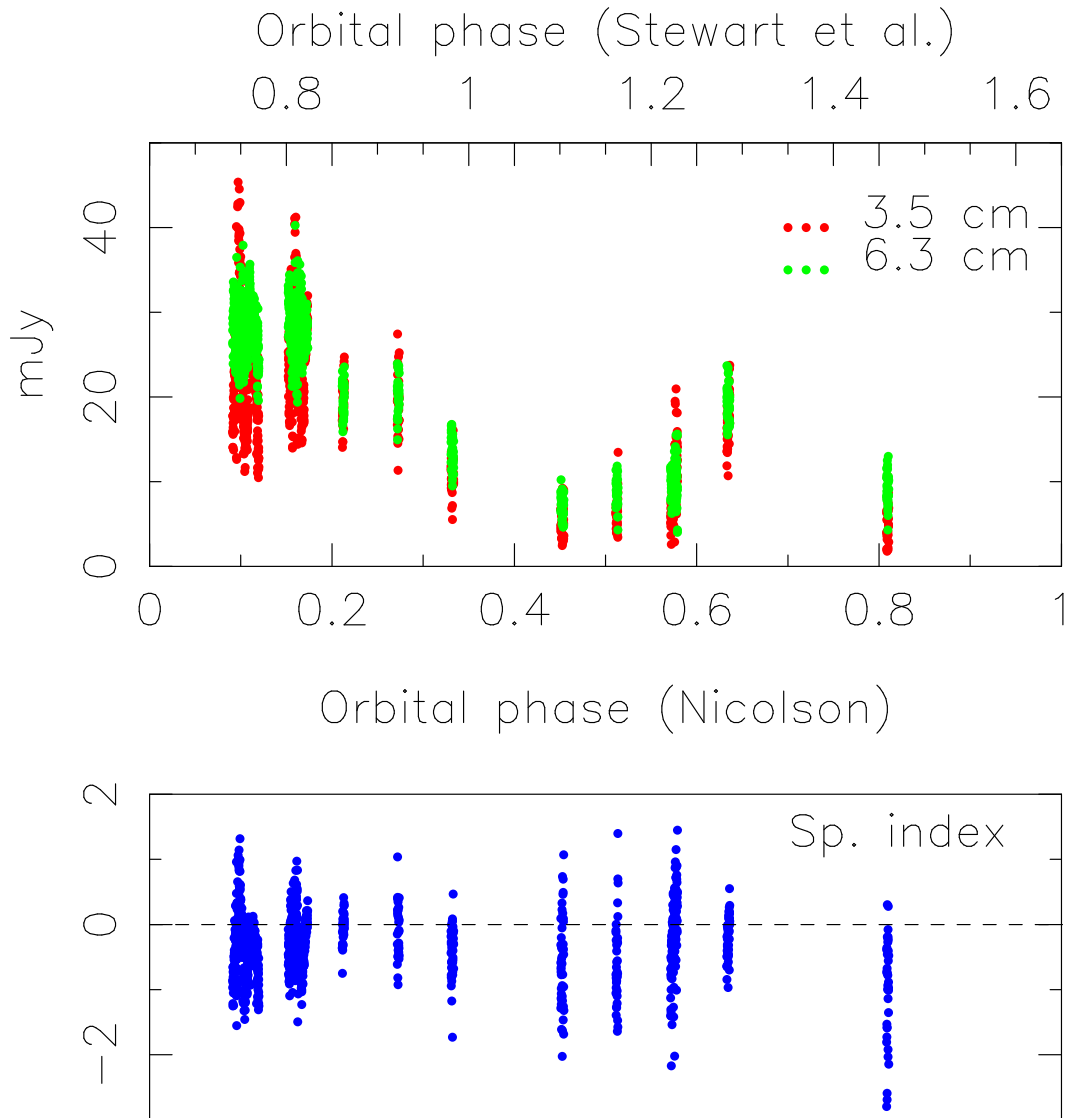 Orbital phase (Stewart et al.)
0.8 1 1.2 1.4 1.6
40
3.5 cm
6.3 cm
mJy
20
0
0 0.2 0.4 0.6 0.8 1
Orbital phase (Nicolson)
2
Sp. index
0
−2